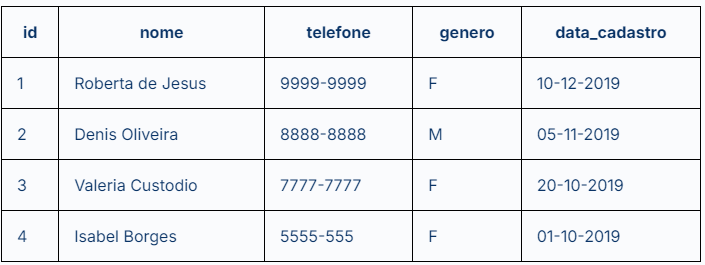 id nome telefone genero data_cadastro
1 Roberta de Jesus 9999-9999 F 10-12-2019
2 Denis Oliveira 8888-8888 M 05-11-2019
3 Valeria Custodio 7777-7777 F 20-10-2019
4 Isabel Borges 5555-555 F 01-10-2019